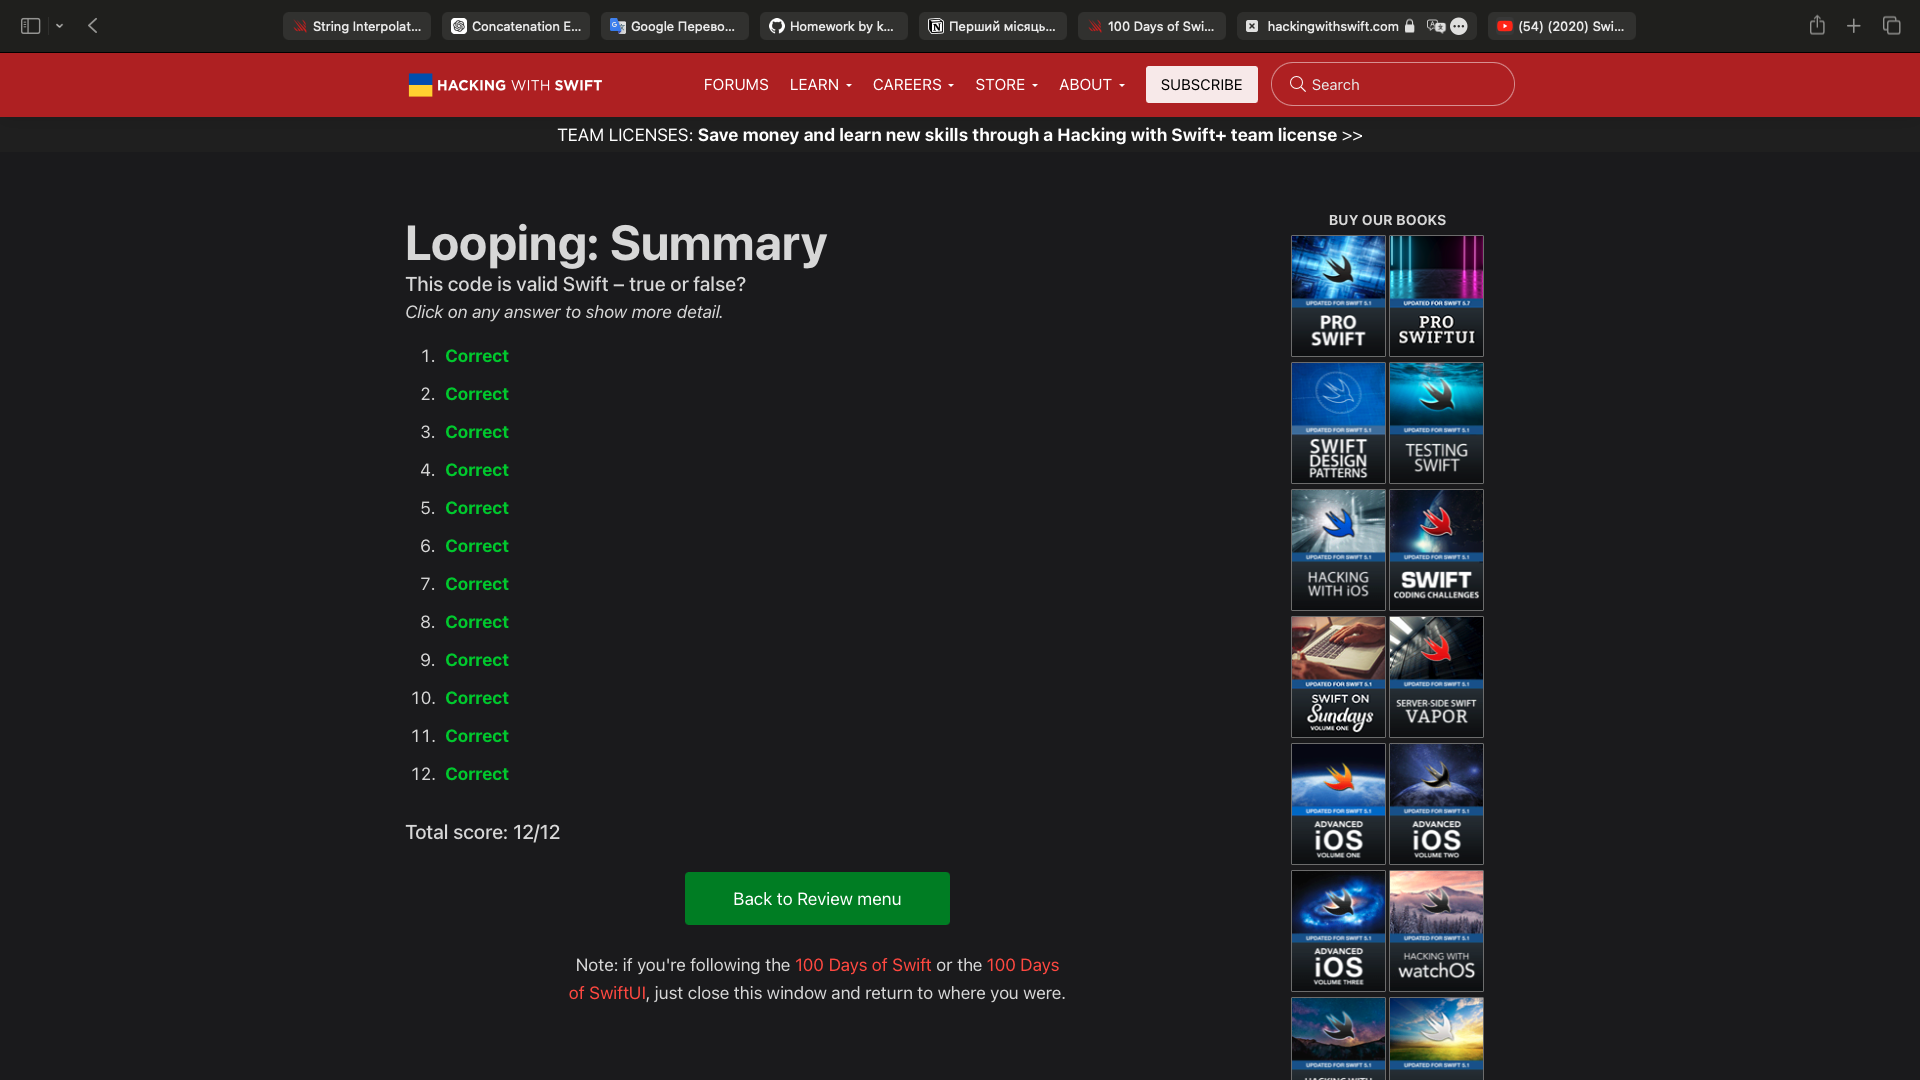 String Interpolat...
Concatenation E...
Google Перево...
Homework by k...
Перший місяць...
100 Days of Swi...
hackingwithswift.com
(54) (2020) Swi...
HACKING WITH SWIFT
FORUMS
LEARN
CAREERS
STORE
ABOUT
SUBSCRIBE
Search
TEAM LICENSES: Save money and learn new skills through a Hacking with Swift+ team license >>
Looping: Summary
This code is valid Swift – true or false?
Click on any answer to show more detail.
1. Correct
2. Correct
3. Correct
4. Correct
5. Correct
6. Correct
7. Correct
8. Correct
9. Correct
10. Correct
11. Correct
12. Correct
Total score: 12/12
Back to Review menu
Note: if you're following the 100 Days of Swift or the 100 Days
of SwiftUI, just close this window and return to where you were.
BUY OUR BOOKS
UPDATED FOR SWIFT 5.1
PRO
SWIFT
UPDATED FOR SWIFT 5.7
PRO
SWIFTUI
UPDATED FOR SWIFT 5.1
SWIFT
DESIGN
PATTERNS
UPDATED FOR SWIFT 5.1
TESTING
SWIFT
UPDATED FOR SWIFT 5.1
HACKING
WITH iOS
UPDATED FOR SWIFT 5.1
SWIFT
CODING CHALLENGES
UPDATED FOR SWIFT 5.1
SWIFT ON
Sundays
VOLUME ONE
UPDATED FOR SWIFT 5.1
SERVER-SIDE SWIFT
VAPOR
UPDATED FOR SWIFT 5.1
ADVANCED
iOS
VOLUME ONE
UPDATED FOR SWIFT 5.1
ADVANCED
iOS
VOLUME TWO
UPDATED FOR SWIFT 5.1
ADVANCED
iOS
VOLUME THREE
UPDATED FOR SWIFT 5.1
HACKING WITH
watchOS
UPDATED FOR SWIFT 5.1
HACKING WITH
UPDATED FOR SWIFT 5.1